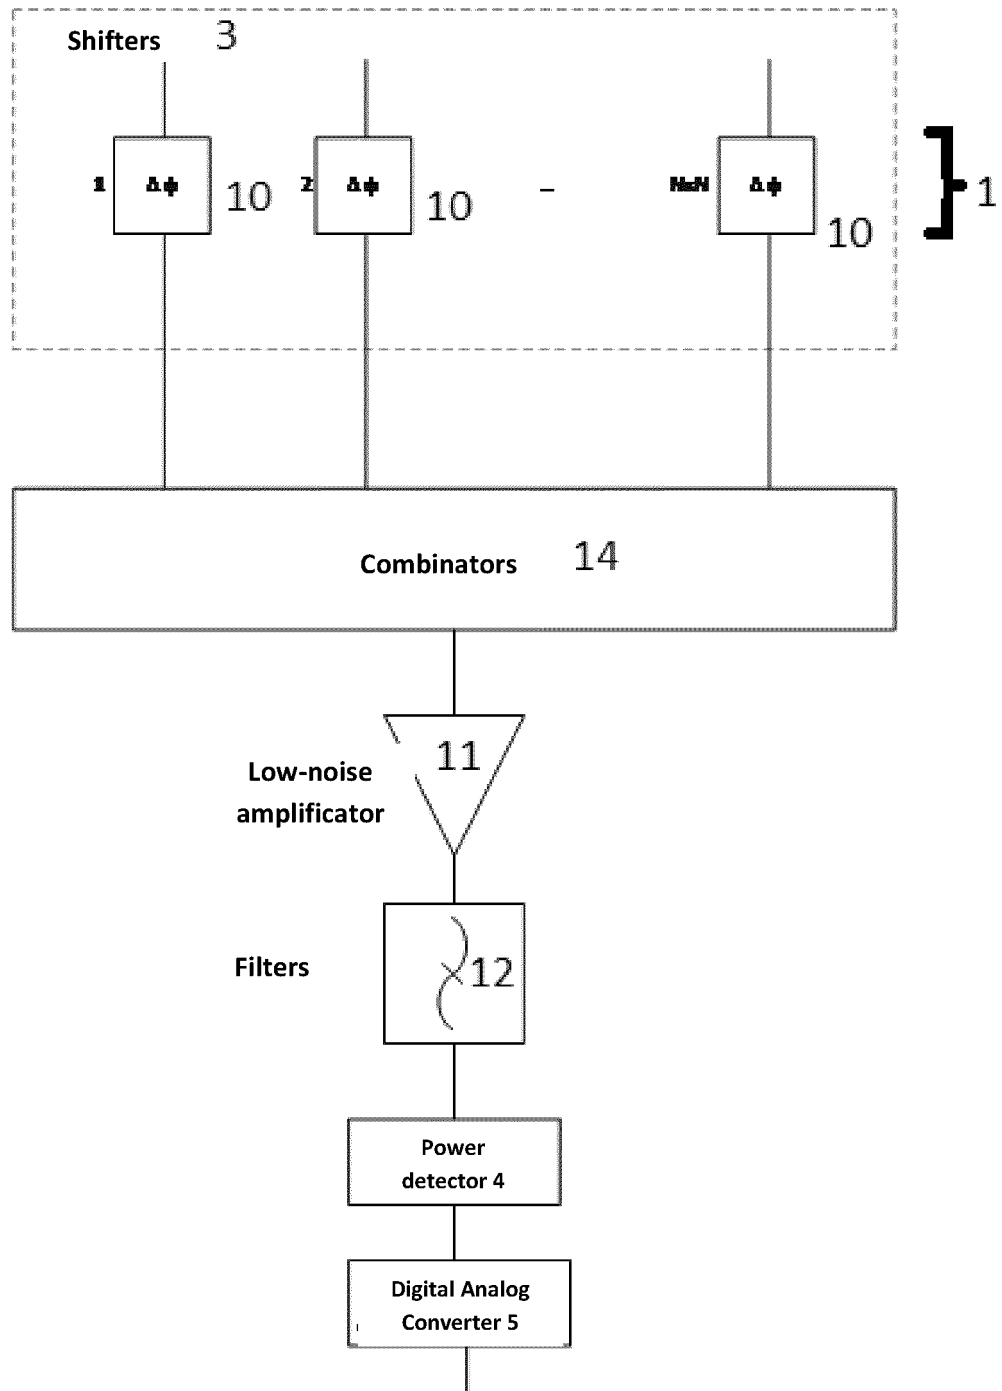 Shifters 3
1 Δϕ 10 2 Δϕ 10 – NxN Δϕ 10 1
Combinators 14
11
Low-noise
amplificator
Filters 12
Power
detector 4
Digital Analog
Converter 5